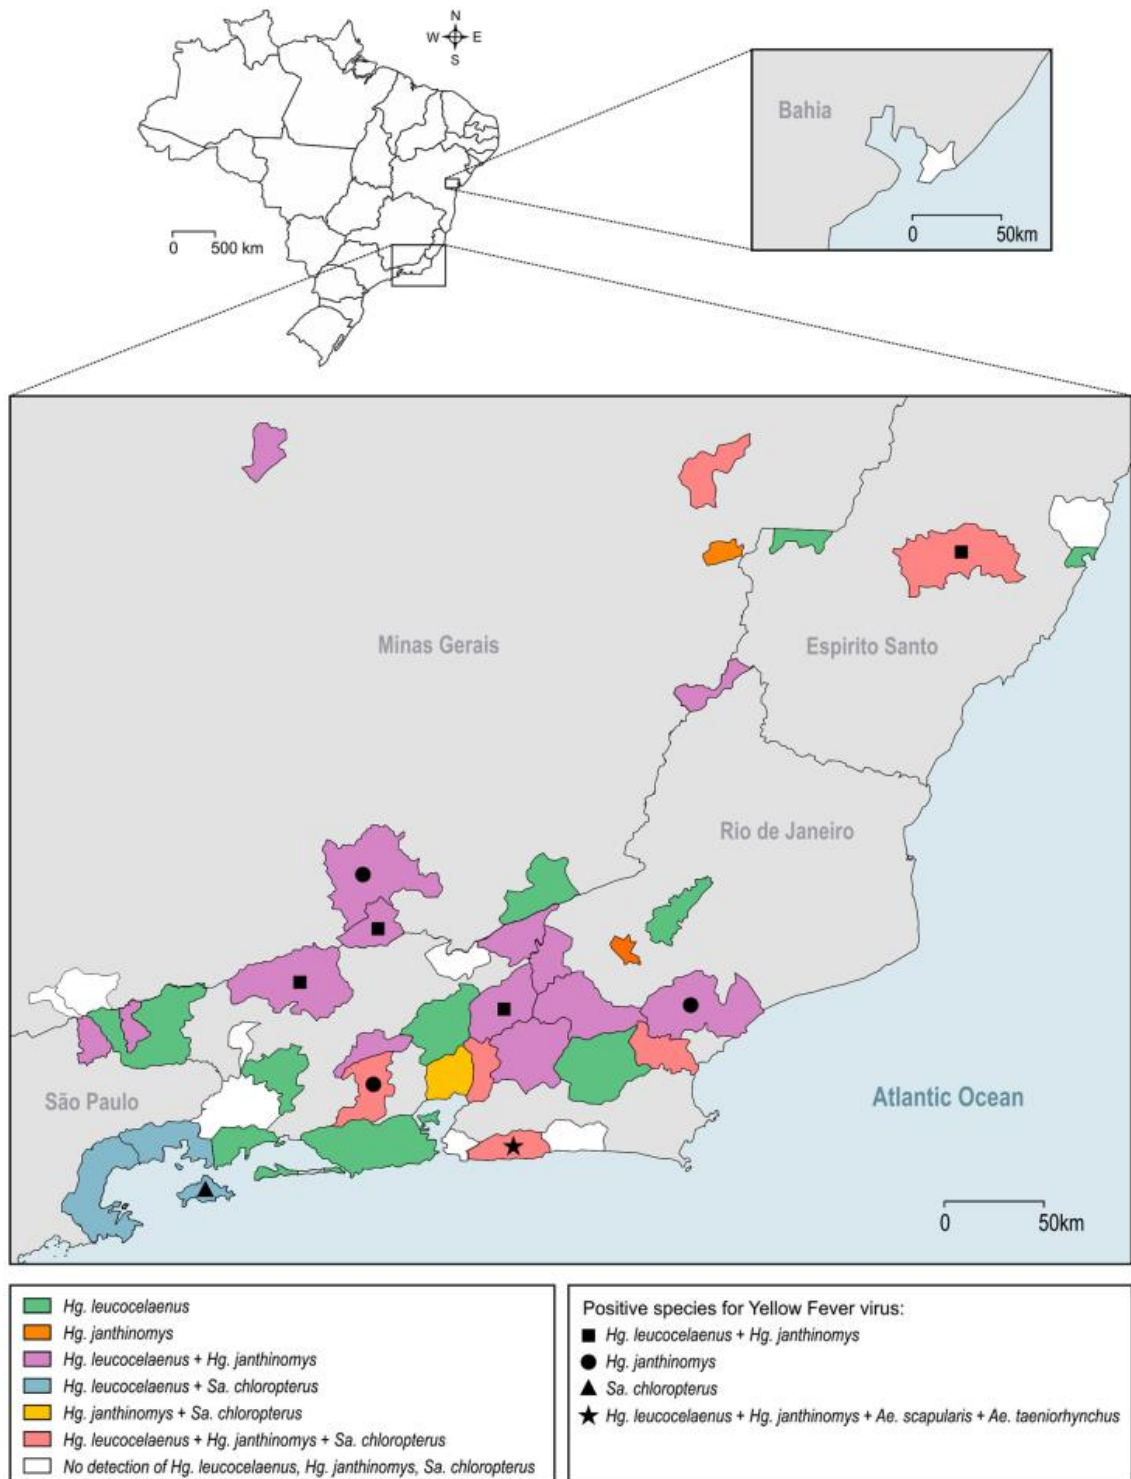 N
W E
S
Bahia
0 50km
0 500 km
Minas Gerais
Espirito Santo
Rio de Janeiro
São Paulo
Atlantic Ocean
0 50km
Hg. leucocelaenus
Hg. janthinomys
Hg. leucocelaenus + Hg. janthinomys
Hg. leucocelaenus + Sa. chloropterus
Hg. janthinomys + Sa. chloropterus
Hg. leucocelaenus + Hg. janthinomys + Sa. chloropterus
No detection of Hg. leucocelaenus, Hg. janthinomys, Sa. chloropterus
Positive species for Yellow Fever virus:
Hg. leucocelaenus + Hg. janthinomys
Hg. janthinomys
Sa. chloropterus
Hg. leucocelaenus + Hg. janthinomys + Ae. scapularis + Ae. taeniorhynchus